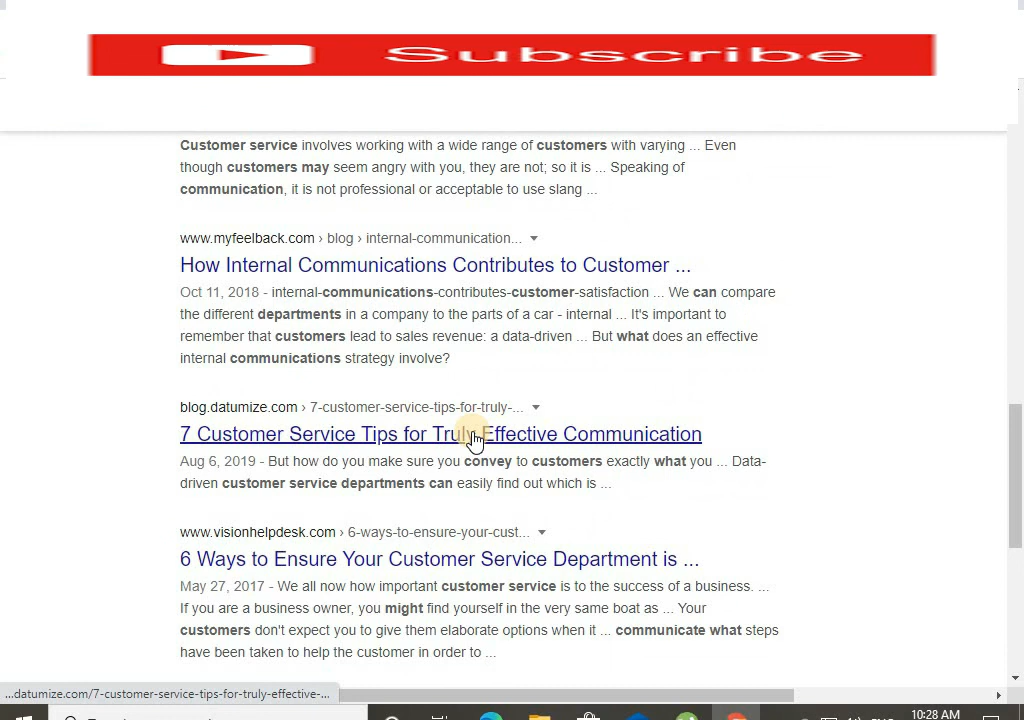 Subscribe
Customer service involves working with a wide range of customers with varying ... Even
though customers may seem angry with you, they are not; so it is ... Speaking of
communication, it is not professional or acceptable to use slang ...
www.myfeelback.com › blog › internal-communication...
How Internal Communications Contributes to Customer ...
Oct 11, 2018 - internal-communications-contributes-customer-satisfaction ... We can compare
the different departments in a company to the parts of a car - internal ... It's important to
remember that customers lead to sales revenue: a data-driven ... But what does an effective
internal communications strategy involve?
blog.datumize.com › 7-customer-service-tips-for-truly-...
7 Customer Service Tips for Truly Effective Communication
Aug 6, 2019 - But how do you make sure you convey to customers exactly what you ... Data-
driven customer service departments can easily find out which is ...
www.visionhelpdesk.com › 6-ways-to-ensure-your-cust...
6 Ways to Ensure Your Customer Service Department is ...
May 27, 2017 - We all now how important customer service is to the success of a business. ...
If you are a business owner, you might find yourself in the very same boat as ... Your
customers don't expect you to give them elaborate options when it ... communicate what steps
have been taken to help the customer in order to ...
...datumize.com/7-customer-service-tips-for-truly-effective-...
10:28 AM